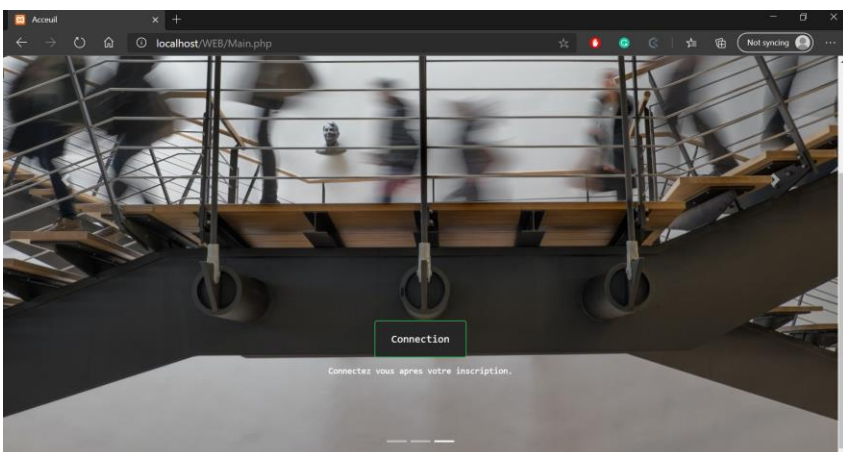 Acceuil
localhost/WEB/Main.php
Not syncing
Connection
Connectez vous apres votre inscription.